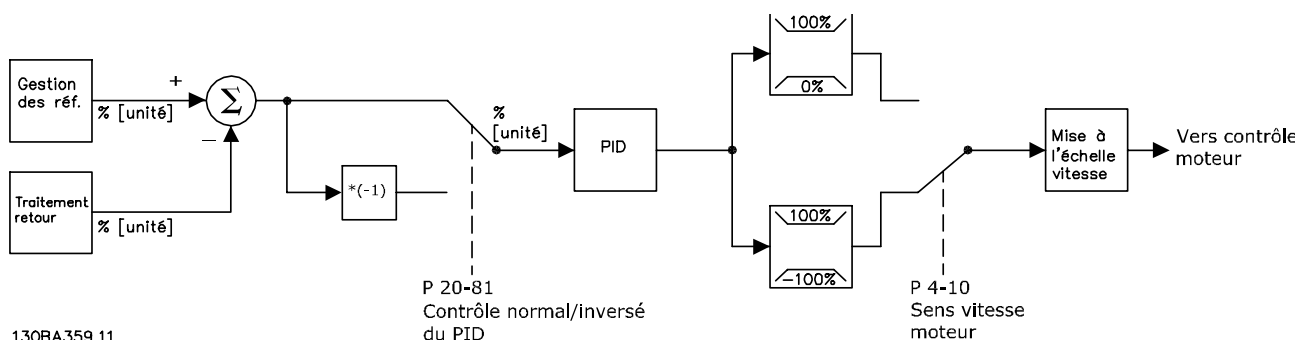 100%
0%
Gestion
des réf.
+
% [unité]
Σ
_
%
[unité]
PID
Mise à
l'échelle
vitesse
Vers contrôle
moteur
*(-1)
Traitement
retour
% [unité]
100%
-100%
P 20-81
Contrôle normal/inversé
du PID
P 4-10
Sens vitesse
moteur
130BA359.11